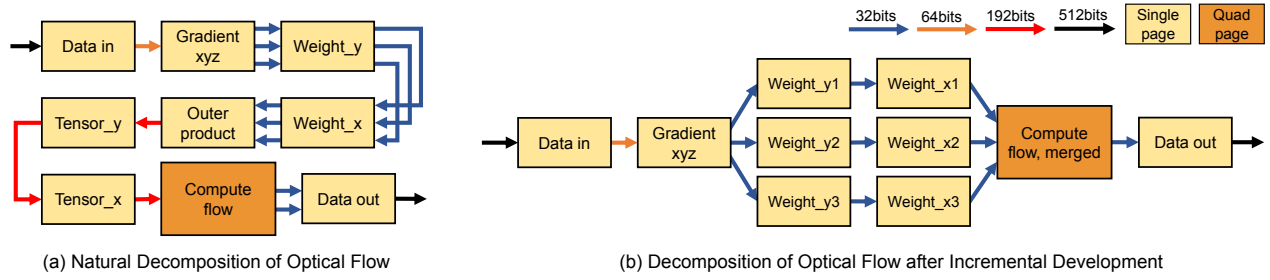 Data in
Gradient
xyz
Weight_y
Tensor_y
Outer
product
Weight_x
Tensor_x
Compute
flow
Data out
(a) Natural Decomposition of Optical Flow
32bits
64bits
192bits
512bits
Single
page
Quad
page
Data in
Gradient
xyz
Weight_y1
Weight_x1
Weight_y2
Weight_x2
Weight_y3
Weight_x3
Compute
flow, merged
Data out
(b) Decomposition of Optical Flow after Incremental Development